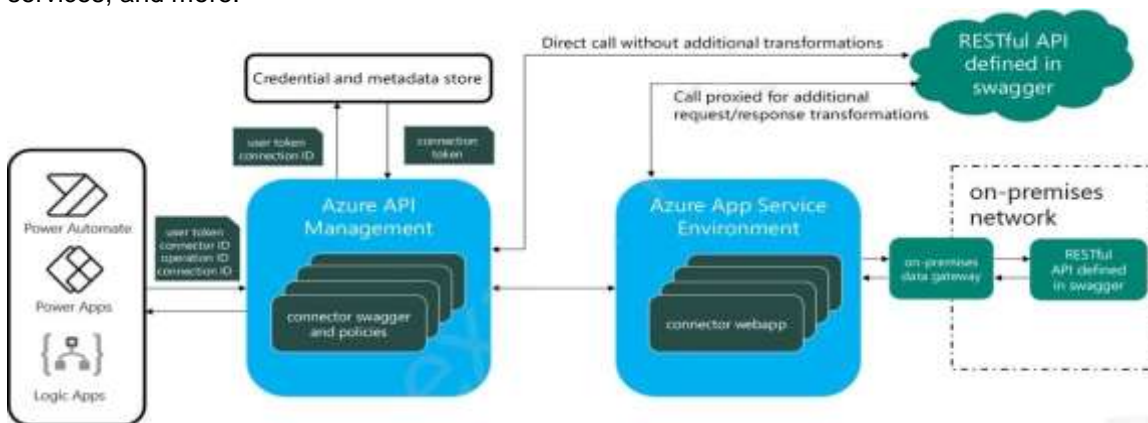 services, and more.
Direct call without additional transformations
RESTful API
defined in
swagger
Credential and metadata store
Call proxied for additional
request/response transformations
user token
connection ID
connection
token
Power Automate
Power Apps
Logic Apps
user token
connector ID
operation ID
connection ID
Azure API
Management
connector swagger
and policies
Azure App Service
Environment
connector webapp
on-premises
network
on-premises
data gateway
RESTful
API defined
in swagger